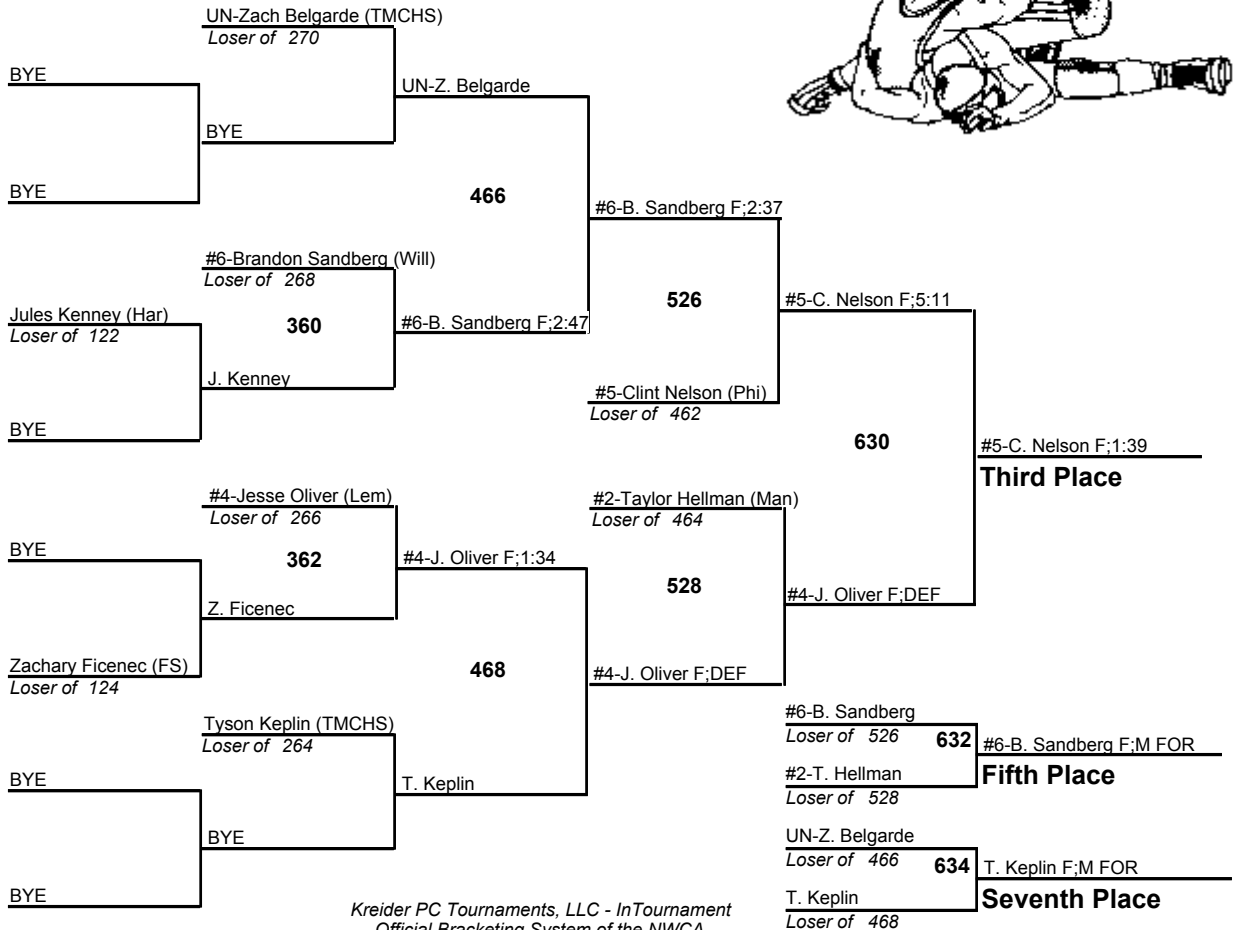 UN-Zach Belgarde (TMCHS)
Loser of 270
BYE
UN-Z. Belgarde
BYE
BYE
466
#6-B. Sandberg F;2:37
#6-Brandon Sandberg (Will)
Loser of 268
Jules Kenney (Har)
Loser of 122
360
#6-B. Sandberg F;2:47
526
#5-C. Nelson F;5:11
J. Kenney
#5-Clint Nelson (Phi)
Loser of 462
BYE
630
#5-C. Nelson F;1:39
Third Place
#4-Jesse Oliver (Lem)
Loser of 266
#2-Taylor Hellman (Man)
Loser of 464
BYE
362
#4-J. Oliver F;1:34
528
#4-J. Oliver F;DEF
Z. Ficenec
Zachary Ficenec (FS)
Loser of 124
468
#4-J. Oliver F;DEF
Tyson Keplin (TMCHS)
Loser of 264
#6-B. Sandberg
Loser of 526
632
#6-B. Sandberg F;M FOR
Fifth Place
#2-T. Hellman
Loser of 528
BYE
T. Keplin
BYE
UN-Z. Belgarde
Loser of 466
634
T. Keplin F;M FOR
Seventh Place
T. Keplin
Loser of 468
BYE
Kreider PC Tournaments, LLC - InTournament
Official Bracketing System of the NWCA